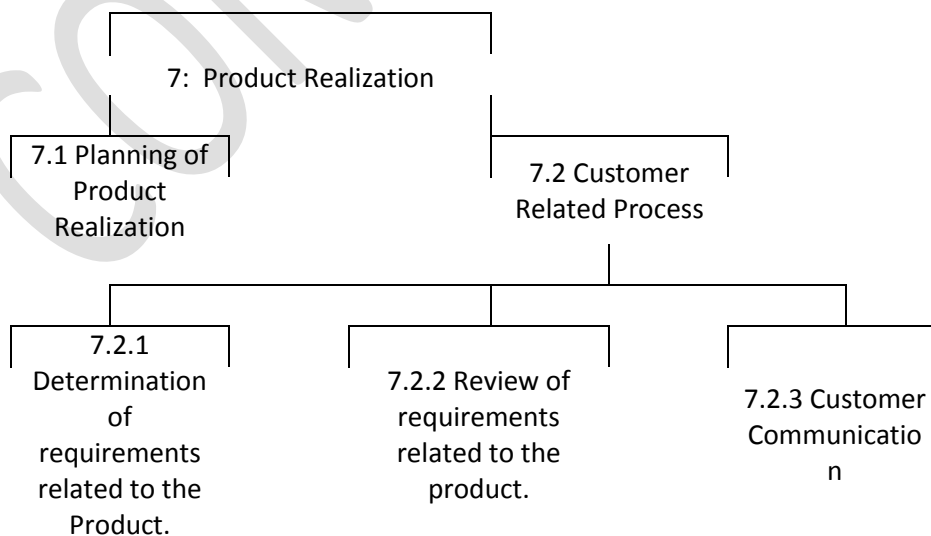 7: Product Realization
7.1 Planning of
Product
Realization
7.2 Customer
Related Process
7.2.1
Determination
of
requirements
related to the
Product.
7.2.2 Review of
requirements
related to the
product.
7.2.3 Customer
Communicatio
n